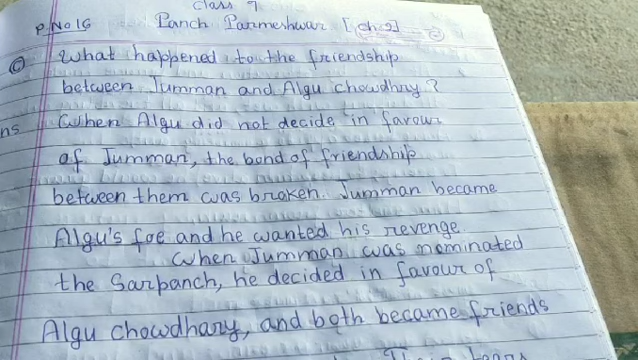 class 7
P.No 16 Panch Parmeshwar [ch 2]
(C) What happened to the friendship
between Jumman and Algu chowdhry?
ns When Algu did not decide in favour
of Jumman, the bond of friendship
between them was broken. Jumman became
Algu's foe and he wanted his revenge.
When Jumman was nominated
the Sarpanch, he decided in favour of
Algu chowdhary, and both became friends